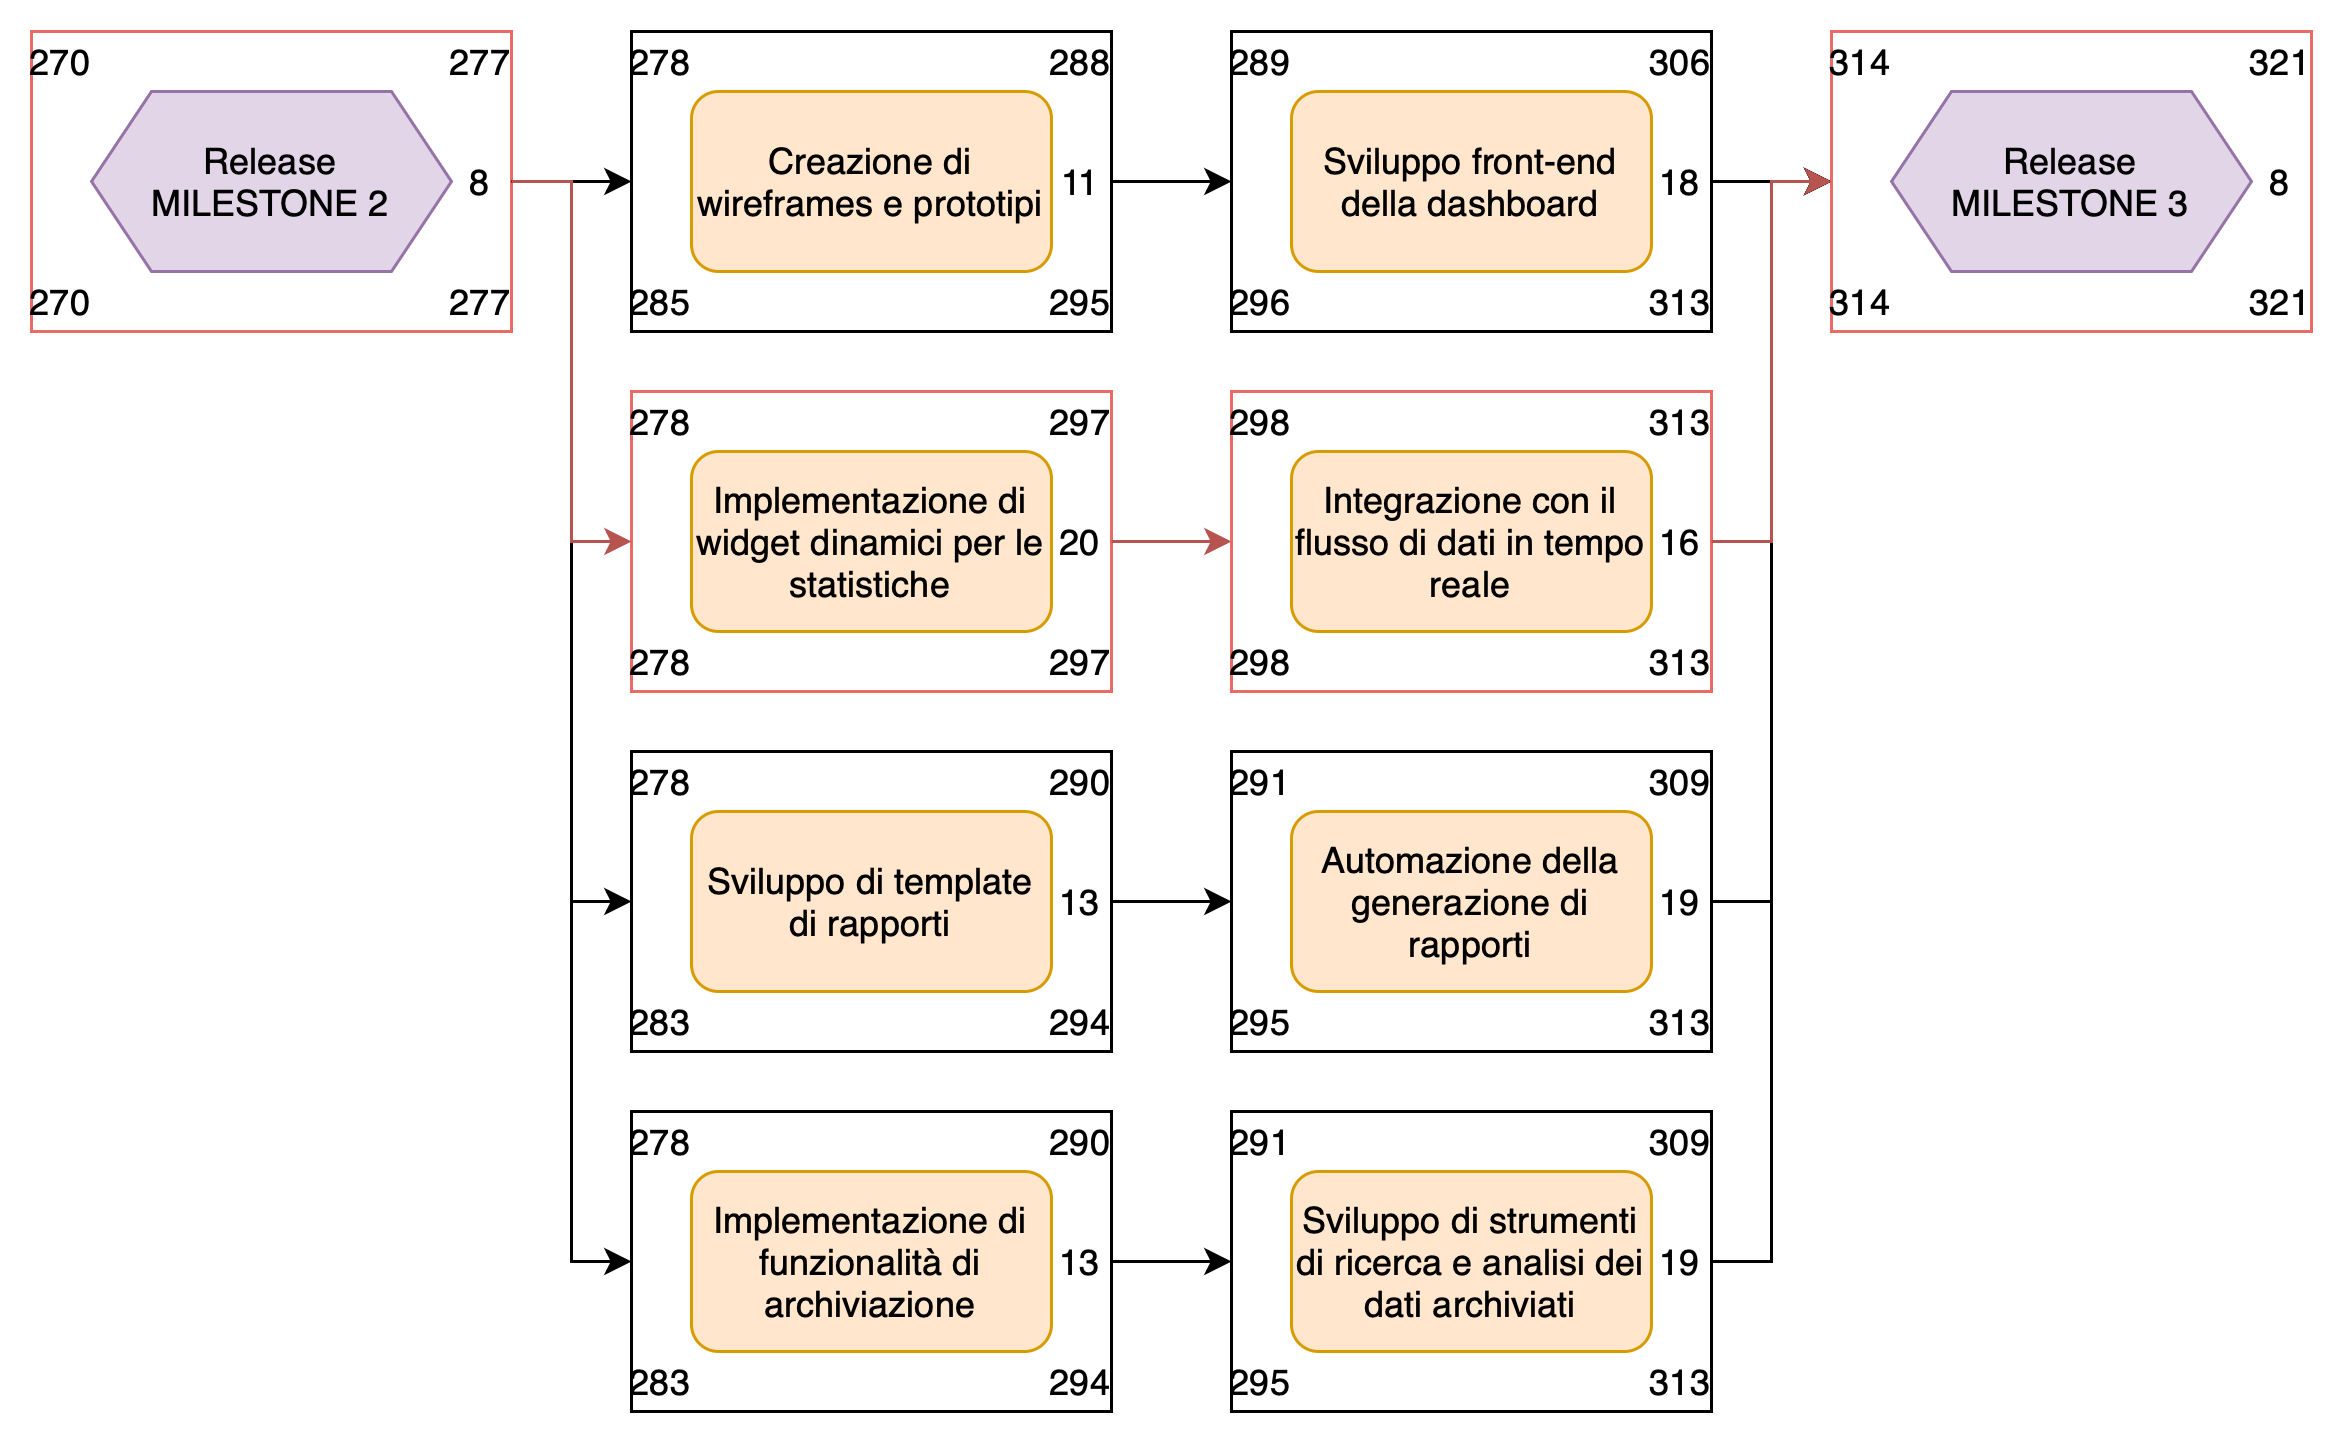 270 277
Release
MILESTONE 2
8
270 277
278 288
Creazione di
wireframes e prototipi
11
285 295
289 306
Sviluppo front-end
della dashboard
18
296 313
314 321
Release
MILESTONE 3
8
314 321
278 297
Implementazione di
widget dinamici per le
statistiche
20
278 297
298 313
Integrazione con il
flusso di dati in tempo
reale
16
298 313
278 290
Sviluppo di template
di rapporti
13
283 294
291 309
Automazione della
generazione di
rapporti
19
295 313
278 290
Implementazione di
funzionalità di
archiviazione
13
283 294
291 309
Sviluppo di strumenti
di ricerca e analisi dei
dati archiviati
19
295 313